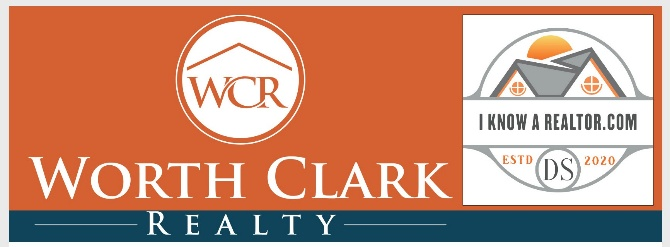 WCR
WORTH CLARK
REALTY
I KNOW A REALTOR.COM
ESTD DS 2020